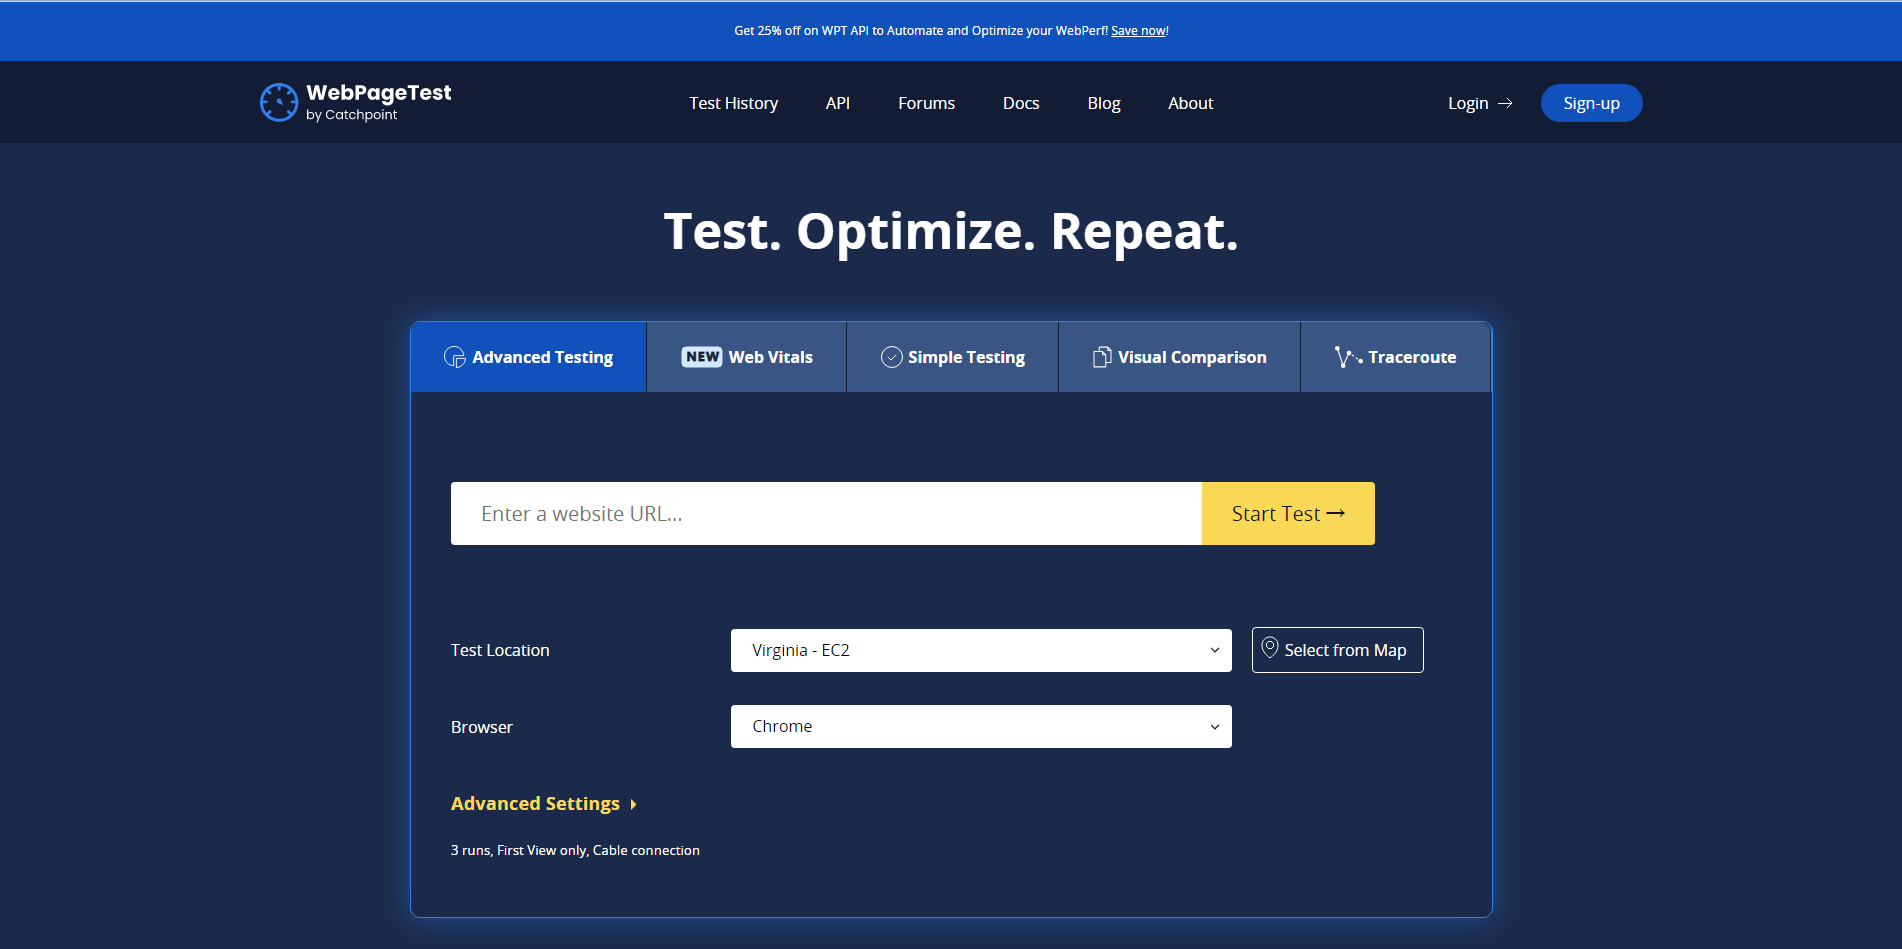 Get 25% off on WPT API to Automate and Optimize your WebPerf! Save now!
WebPageTest
by Catchpoint
Test History API Forums Docs Blog About
Login → Sign-up
Test. Optimize. Repeat.
Advanced Testing NEW Web Vitals Simple Testing Visual Comparison Traceroute
Enter a website URL... Start Test →
Test Location Virginia - EC2 Select from Map
Browser Chrome
Advanced Settings
3 runs, First View only, Cable connection